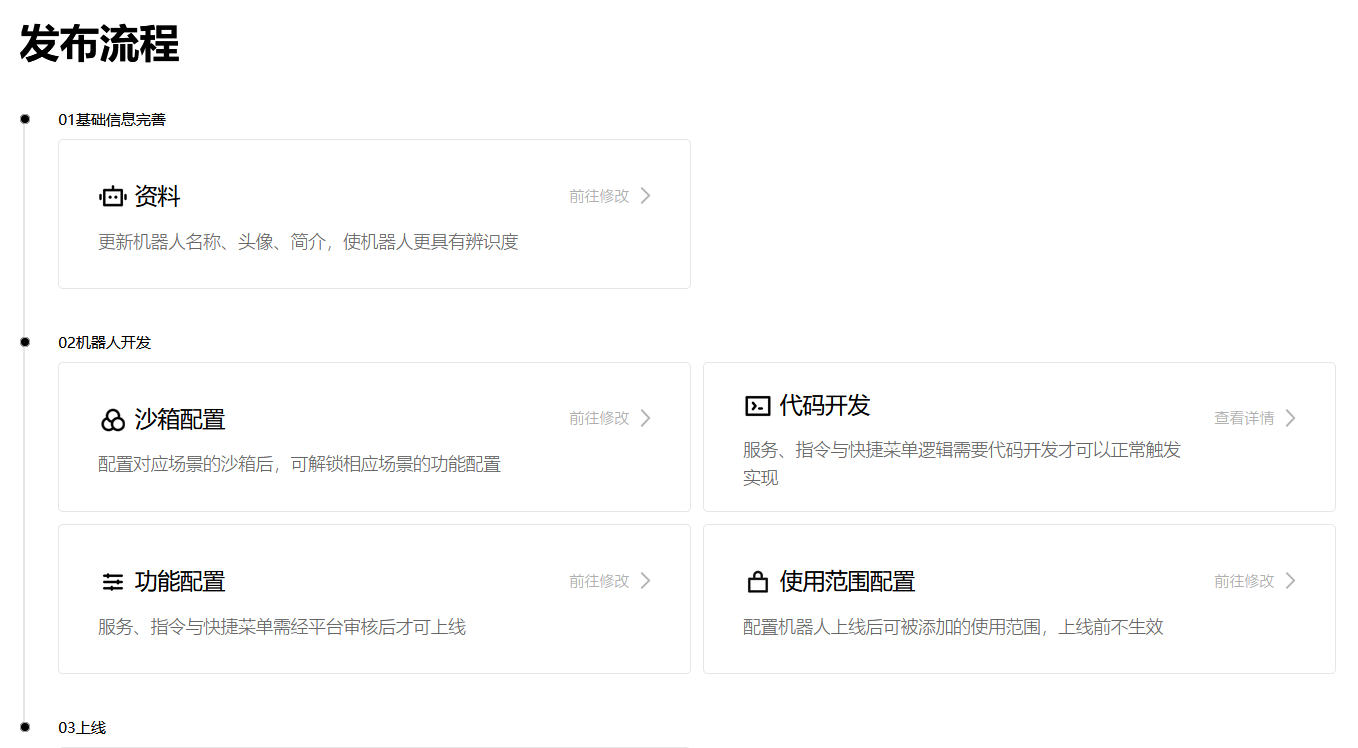 发布流程
01基础信息完善
资料
前往修改
更新机器人名称、头像、简介，使机器人更具有辨识度
02机器人开发
沙箱配置
前往修改
配置对应场景的沙箱后，可解锁相应场景的功能配置
代码开发
查看详情
服务、指令与快捷菜单逻辑需要代码开发才可以正常触发
实现
功能配置
前往修改
服务、指令与快捷菜单需经平台审核后才可上线
使用范围配置
前往修改
配置机器人上线后可被添加的使用范围，上线前不生效
03上线